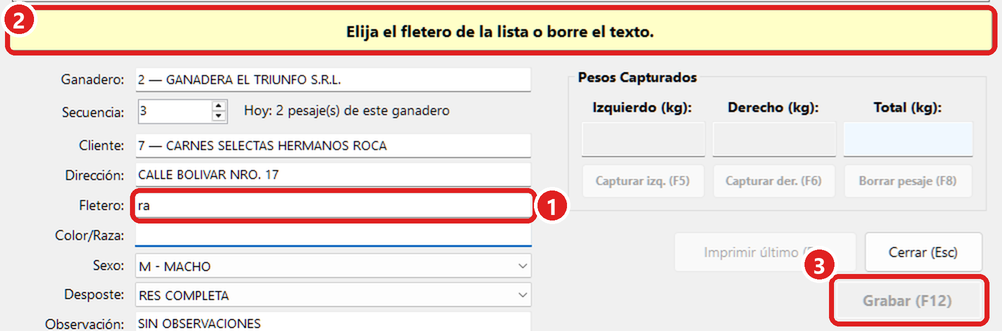 2
Elija el fletero de la lista o borre el texto.
Ganadero: 2 — GANADERA EL TRIUNFO S.R.L.
Secuencia: 3 Hoy: 2 pesaje(s) de este ganadero
Cliente: 7 — CARNES SELECTAS HERMANOS ROCA
Dirección: CALLE BOLIVAR NRO. 17
Fletero: ra
1
Color/Raza:
Sexo: M - MACHO
Desposte: RES COMPLETA
Observación: SIN OBSERVACIONES
Pesos Capturados
Izquierdo (kg): Derecho (kg): Total (kg):
Capturar izq. (F5) Capturar der. (F6) Borrar pesaje (F8)
Imprimir último Cerrar (Esc)
3
Grabar (F12)